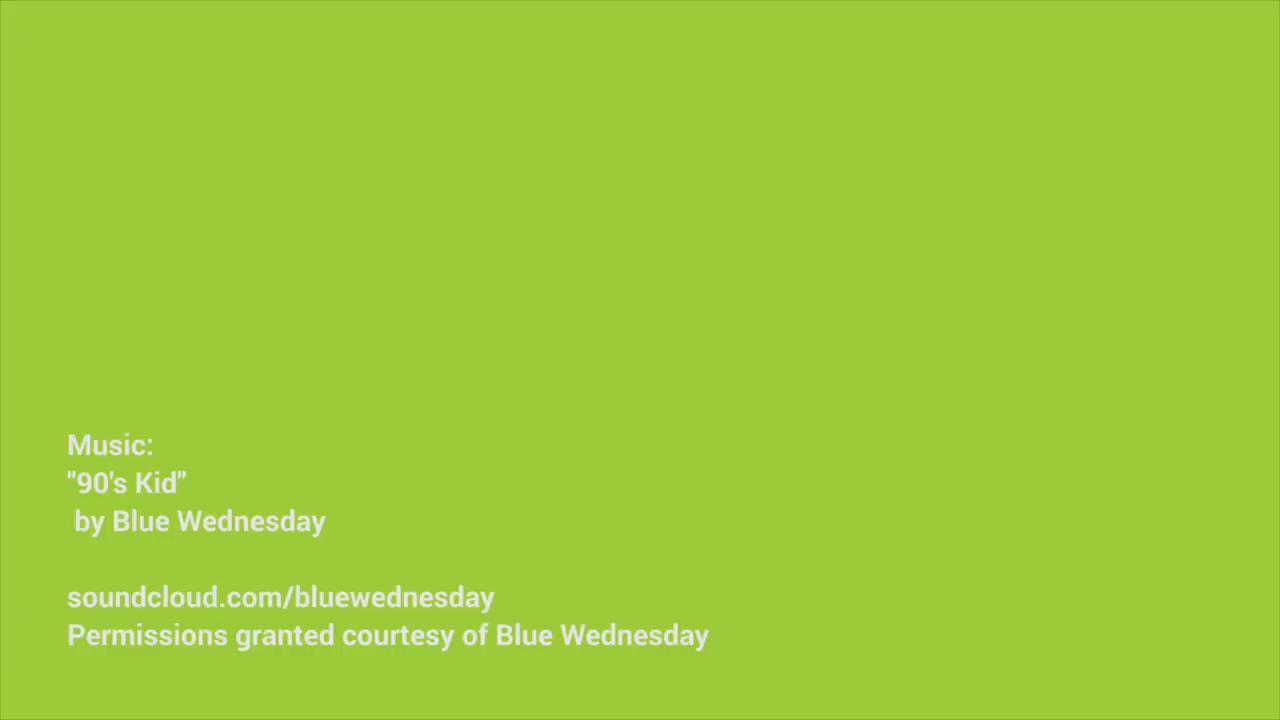 Music:
"90's Kid"
by Blue Wednesday
soundcloud.com/bluewednesday
Permissions granted courtesy of Blue Wednesday